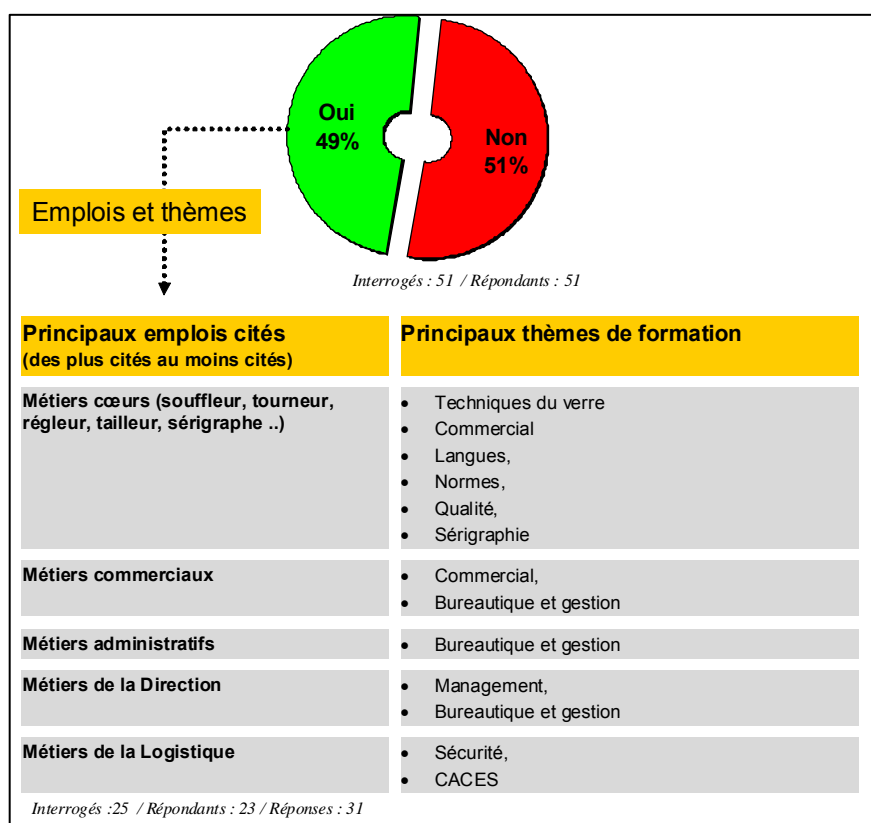 Oui
49%
Non
51%
Emplois et thèmes
Interrogés : 51 / Répondants : 51
Principaux emplois cités
(des plus cités au moins cités)
Principaux thèmes de formation
Métiers cœurs (souffleur, tourneur,
régleur, tailleur, sérigraphe ..)
• Techniques du verre
• Commercial
• Langues,
• Normes,
• Qualité,
• Sérigraphie
Métiers commerciaux
• Commercial,
• Bureautique et gestion
Métiers administratifs
• Bureautique et gestion
Métiers de la Direction
• Management,
• Bureautique et gestion
Métiers de la Logistique
• Sécurité,
• CACES
Interrogés :25 / Répondants : 23 / Réponses : 31